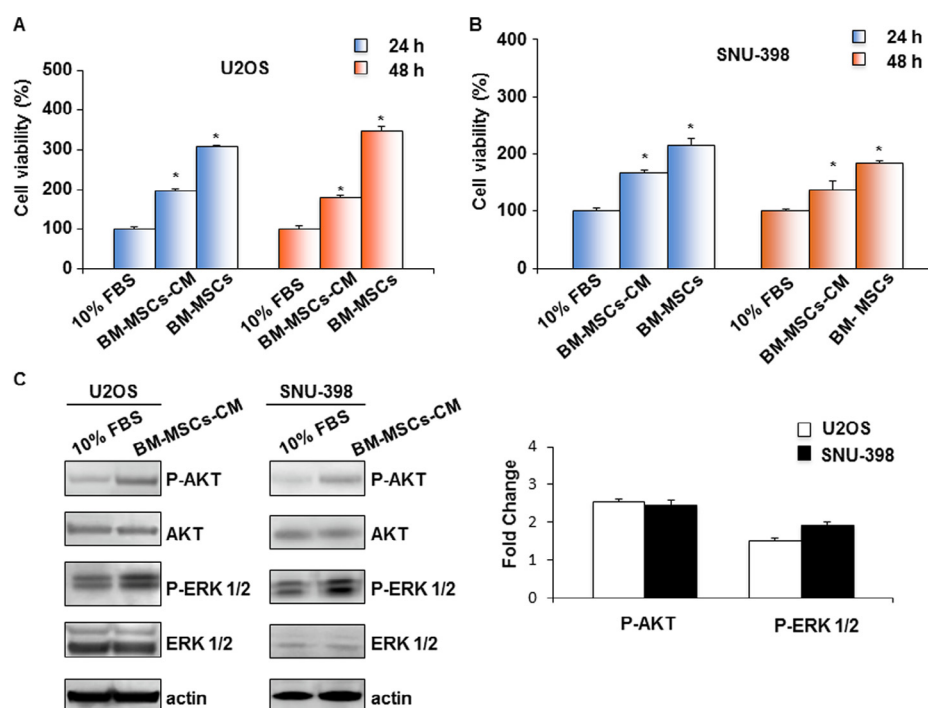 A
U2OS
24 h
48 h
Cell viability (%)
500
400
300
200
100
0
*
*
*
*
10% FBS
BM-MSCs-CM
BM-MSCs
10% FBS
BM-MSCs-CM
BM-MSCs
B
SNU-398
24 h
48 h
Cell viability (%)
400
300
200
100
0
*
*
*
*
10% FBS
BM-MSCs-CM
BM-MSCs
10% FBS
BM-MSCs-CM
BM- MSCs
C
U2OS
10% FBS
BM-MSCs-CM
P-AKT
AKT
P-ERK 1/2
ERK 1/2
actin
SNU-398
10% FBS
BM-MSCs-CM
P-AKT
AKT
P-ERK 1/2
ERK 1/2
actin
U2OS
SNU-398
Fold Change
4
3
2
1
0
P-AKT
P-ERK 1/2